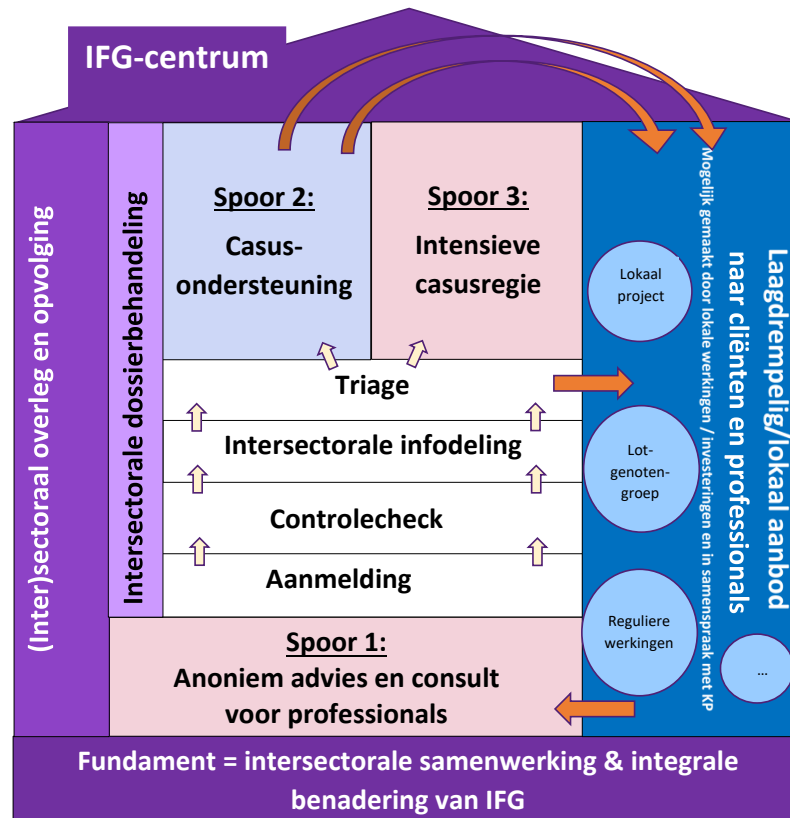 IFG-centrum
(Inter)sectoraal overleg en opvolging
Intersectorale dossierbehandeling
Spoor 2:
Casus-
ondersteuning
Spoor 3:
Intensieve
casusregie
Triage
Intersectorale infodeling
Controlecheck
Aanmelding
Spoor 1:
Anoniem advies en consult
voor professionals
Lokaal
project
Lot-
genoten-
groep
Reguliere
werkingen
...
Laagdrempelig/lokaal aanbod
naar cliënten en professionals
Mogelijk gemaakt door lokale werkingen / investeringen en in samenspraak met KP
Fundament = intersectorale samenwerking & integrale
benadering van IFG